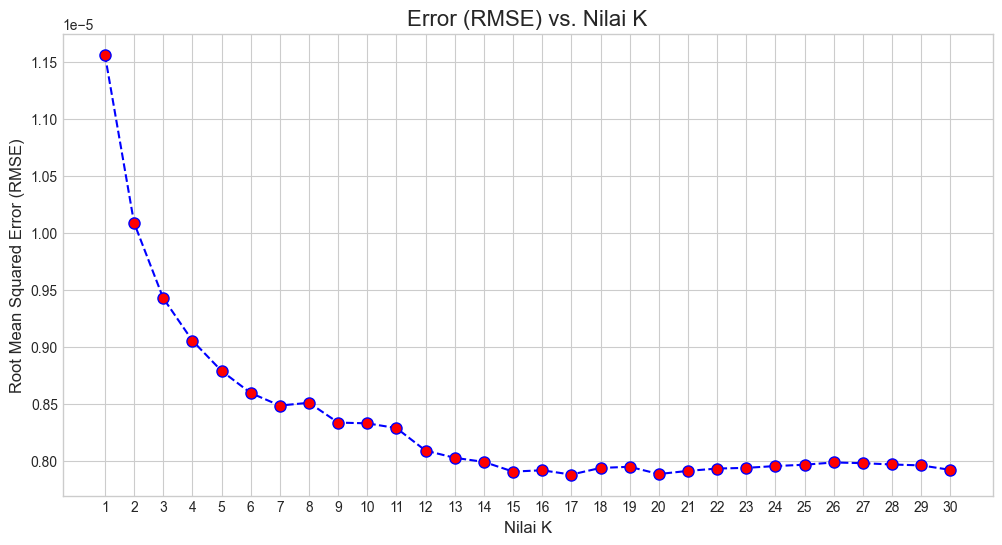 Error (RMSE) vs. Nilai K
1e−5
Root Mean Squared Error (RMSE)
1.15
1.10
1.05
1.00
0.95
0.90
0.85
0.80
1 2 3 4 5 6 7 8 9 10 11 12 13 14 15 16 17 18 19 20 21 22 23 24 25 26 27 28 29 30
Nilai K